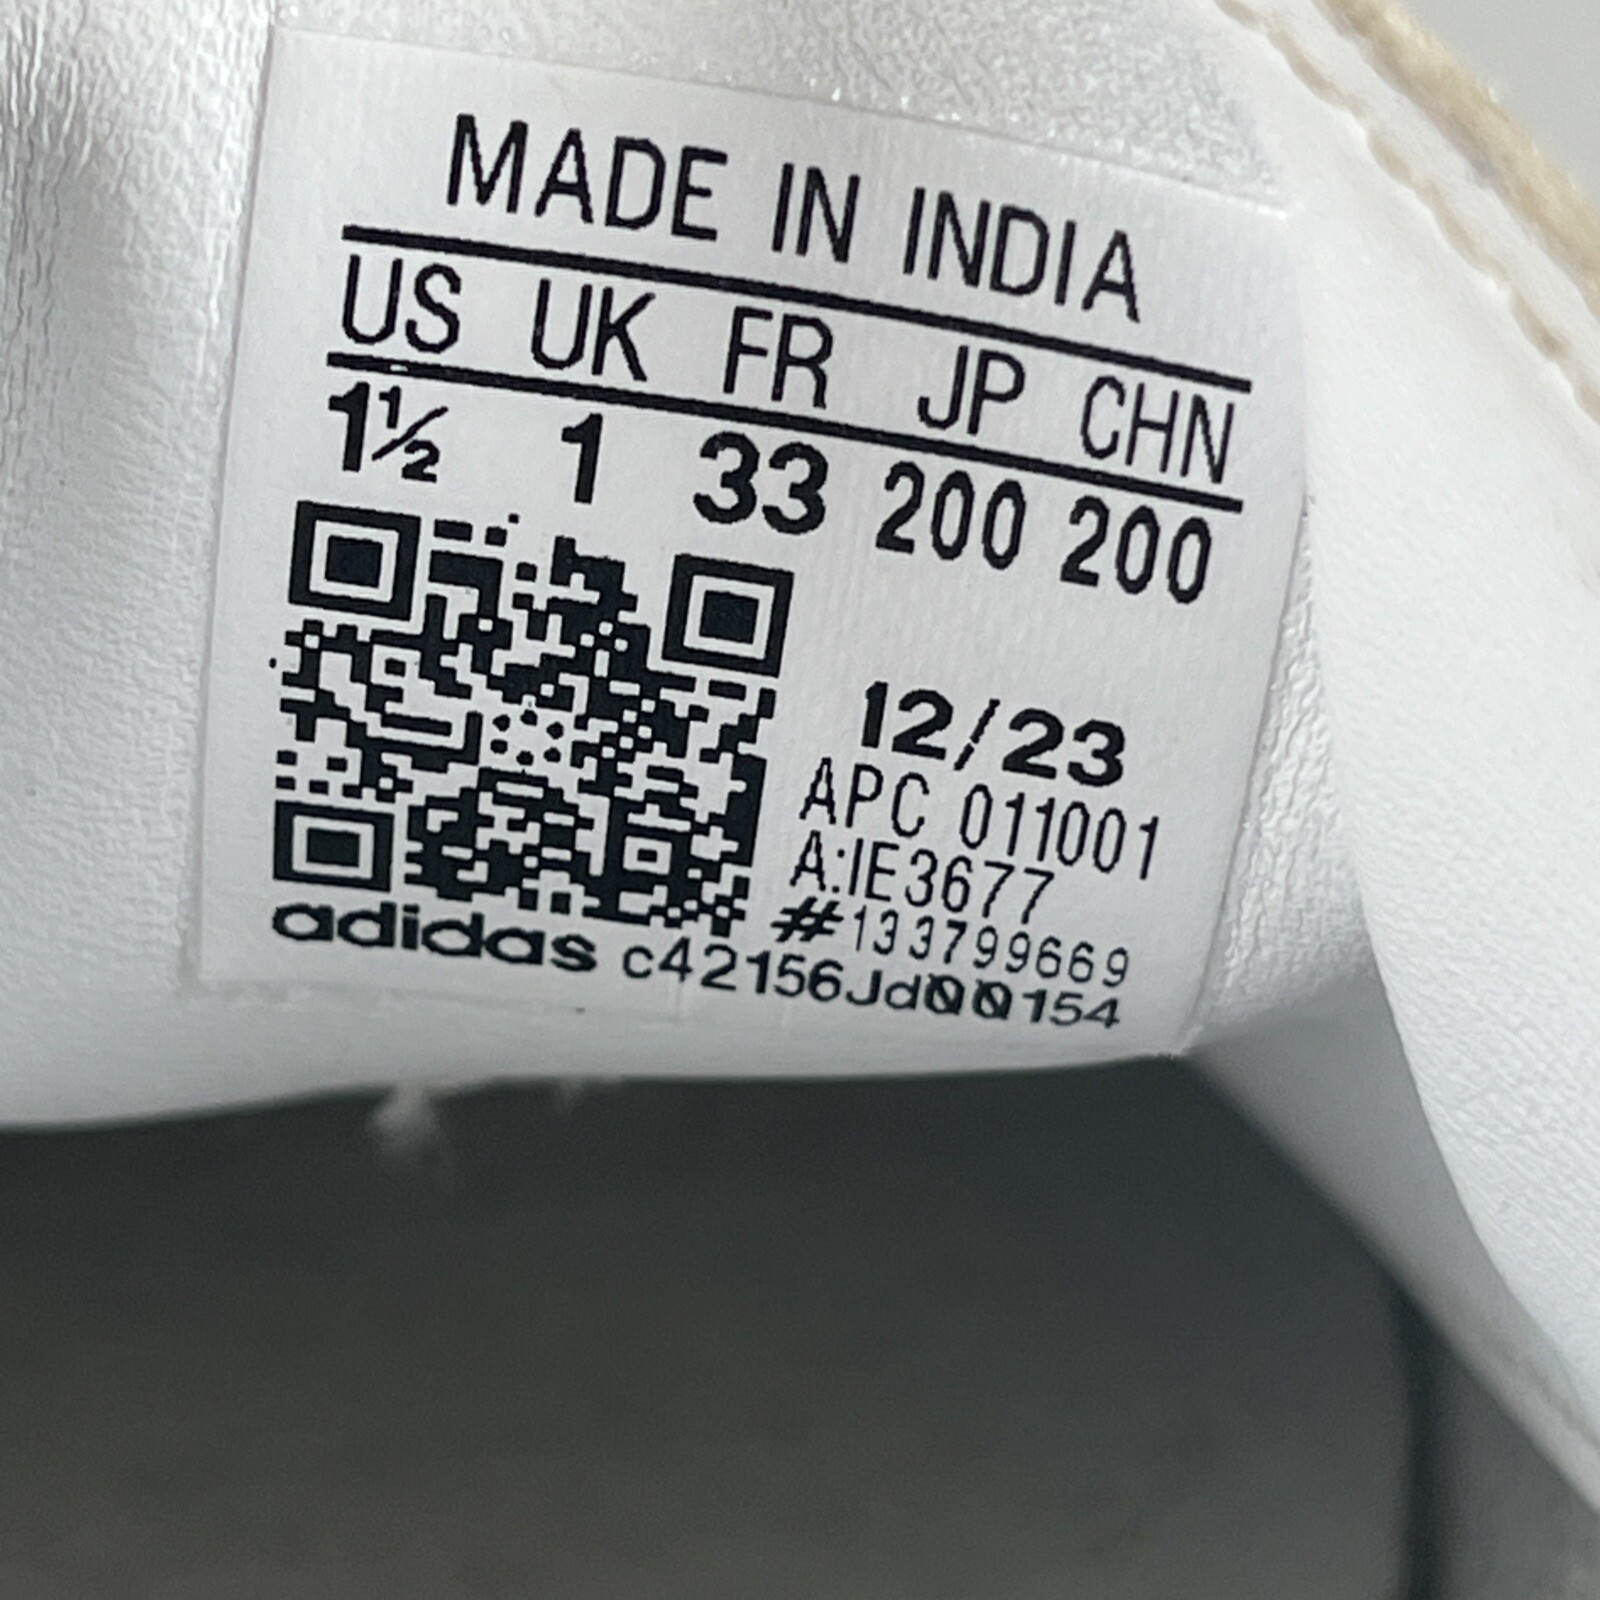 MADE IN INDIA
US UK FR JP CHN
1½ 1 33 200 200
12/23
APC 011001
A:IE3677
#133799669
adidas c42156Jd00154